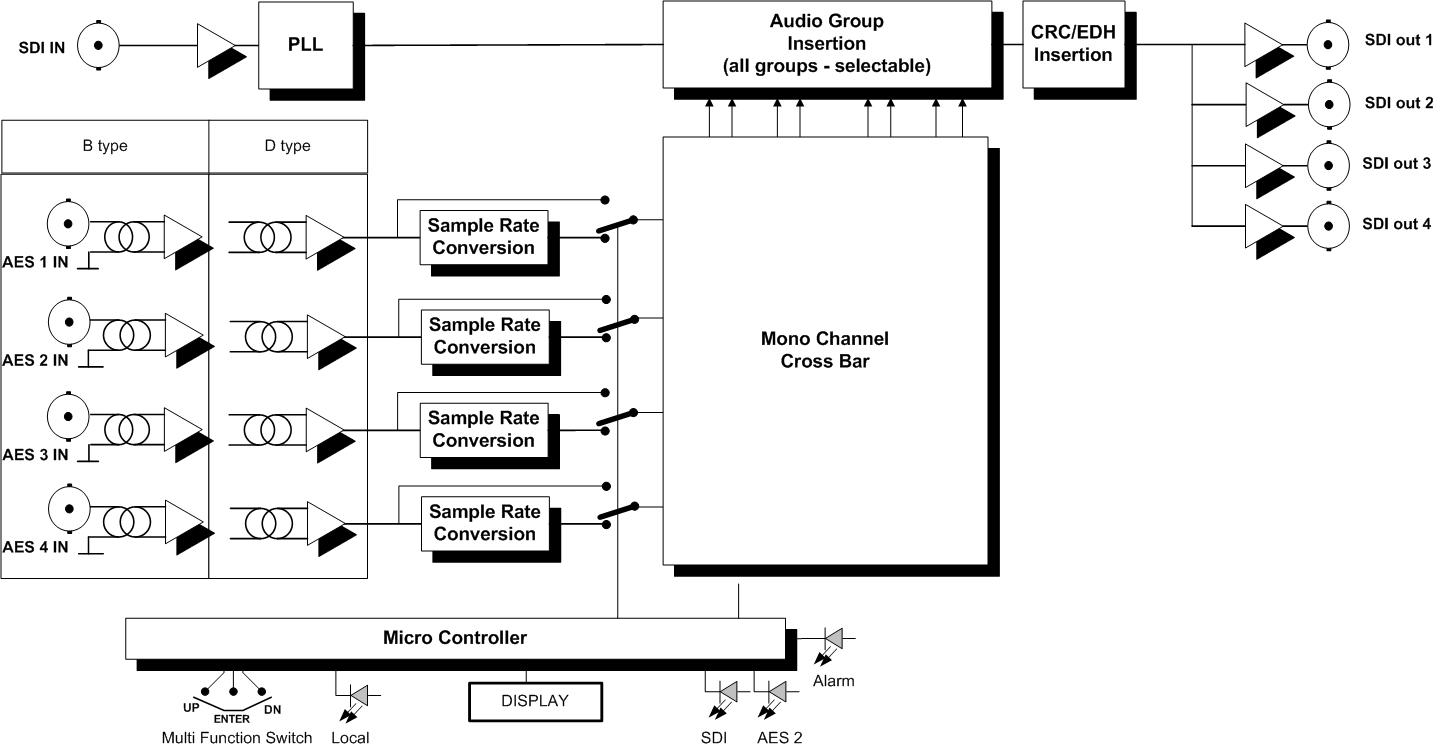 SDI IN
PLL
Audio Group
Insertion
(all groups - selectable)
CRC/EDH
Insertion
SDI out 1
SDI out 2
SDI out 3
SDI out 4
B type
D type
AES 1 IN
Sample Rate
Conversion
AES 2 IN
Sample Rate
Conversion
AES 3 IN
Sample Rate
Conversion
AES 4 IN
Sample Rate
Conversion
Mono Channel
Cross Bar
Micro Controller
Alarm
UP
ENTER
DN
Multi Function Switch
Local
DISPLAY
SDI
AES 2